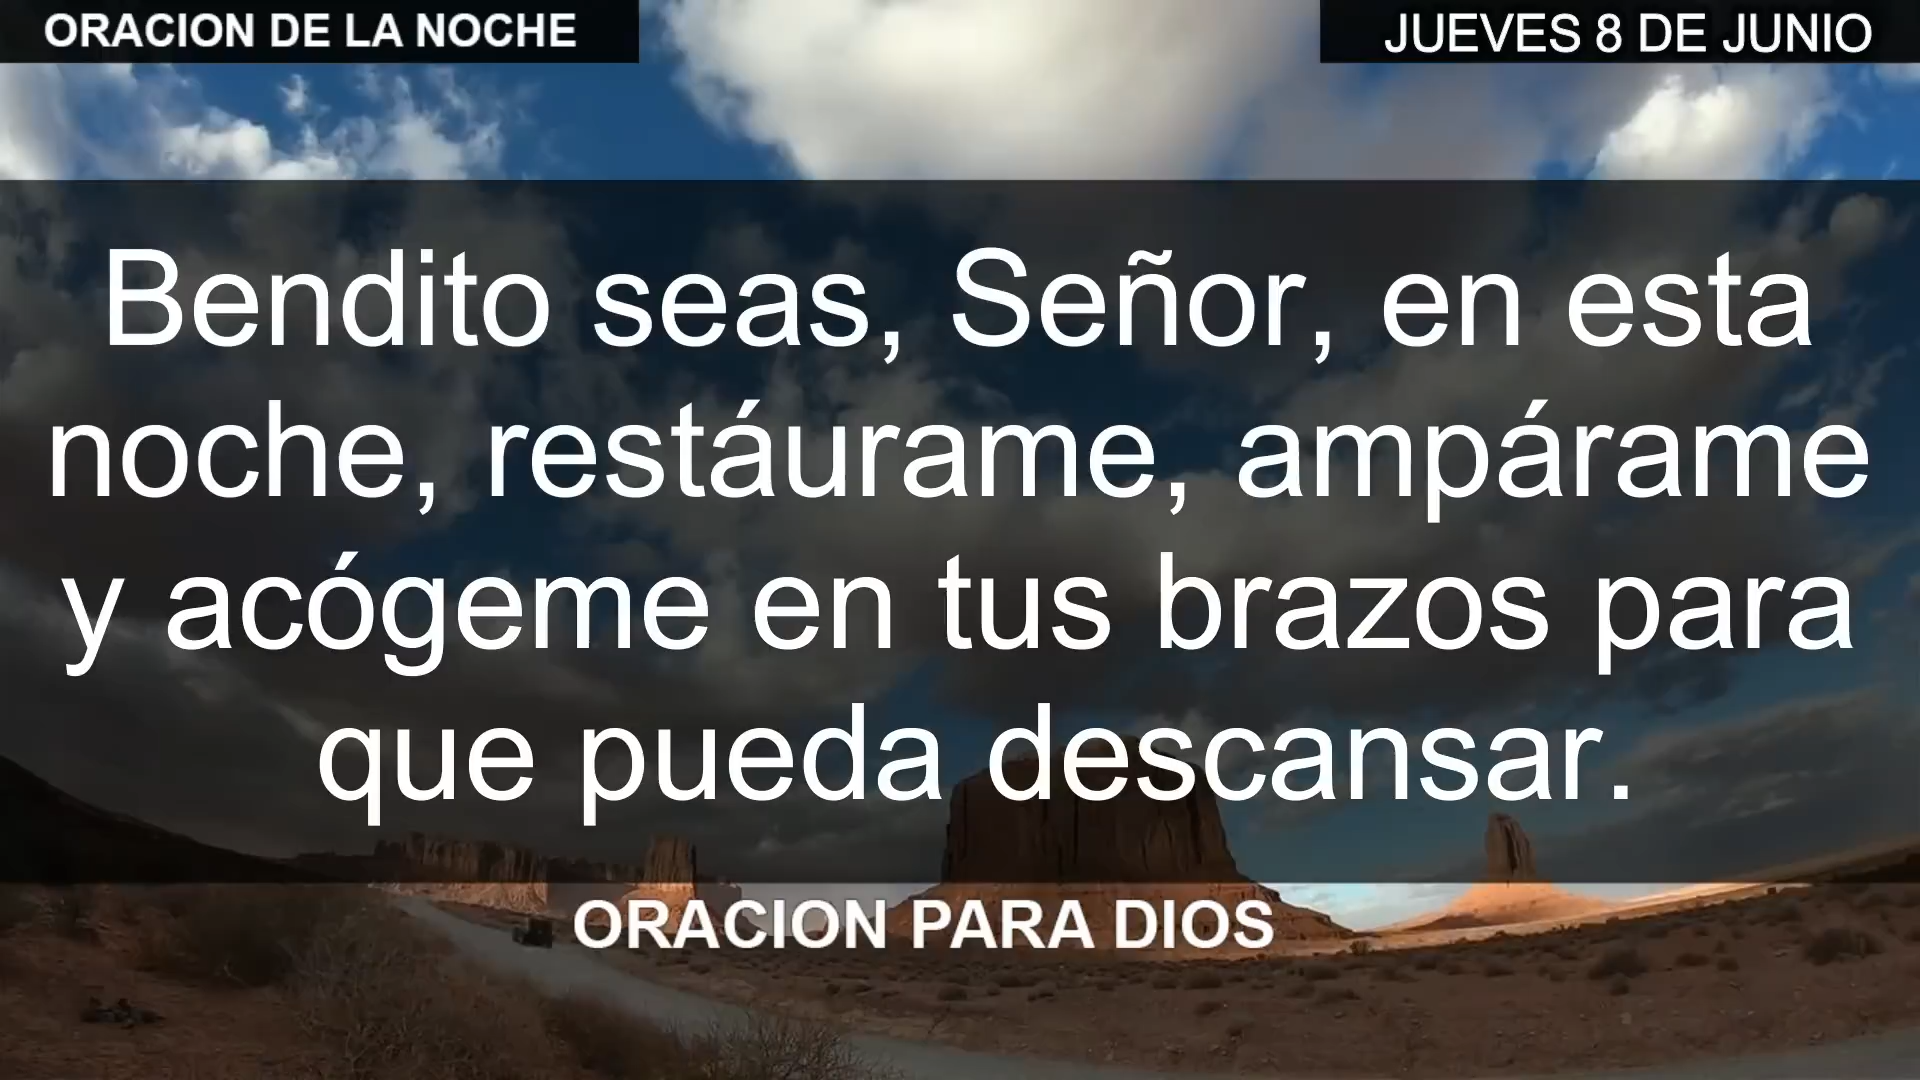 ORACION DE LA NOCHE
JUEVES 8 DE JUNIO
Bendito seas, Señor, en esta
noche, restáurame, ampárame
y acógeme en tus brazos para
que pueda descansar.
ORACION PARA DIOS